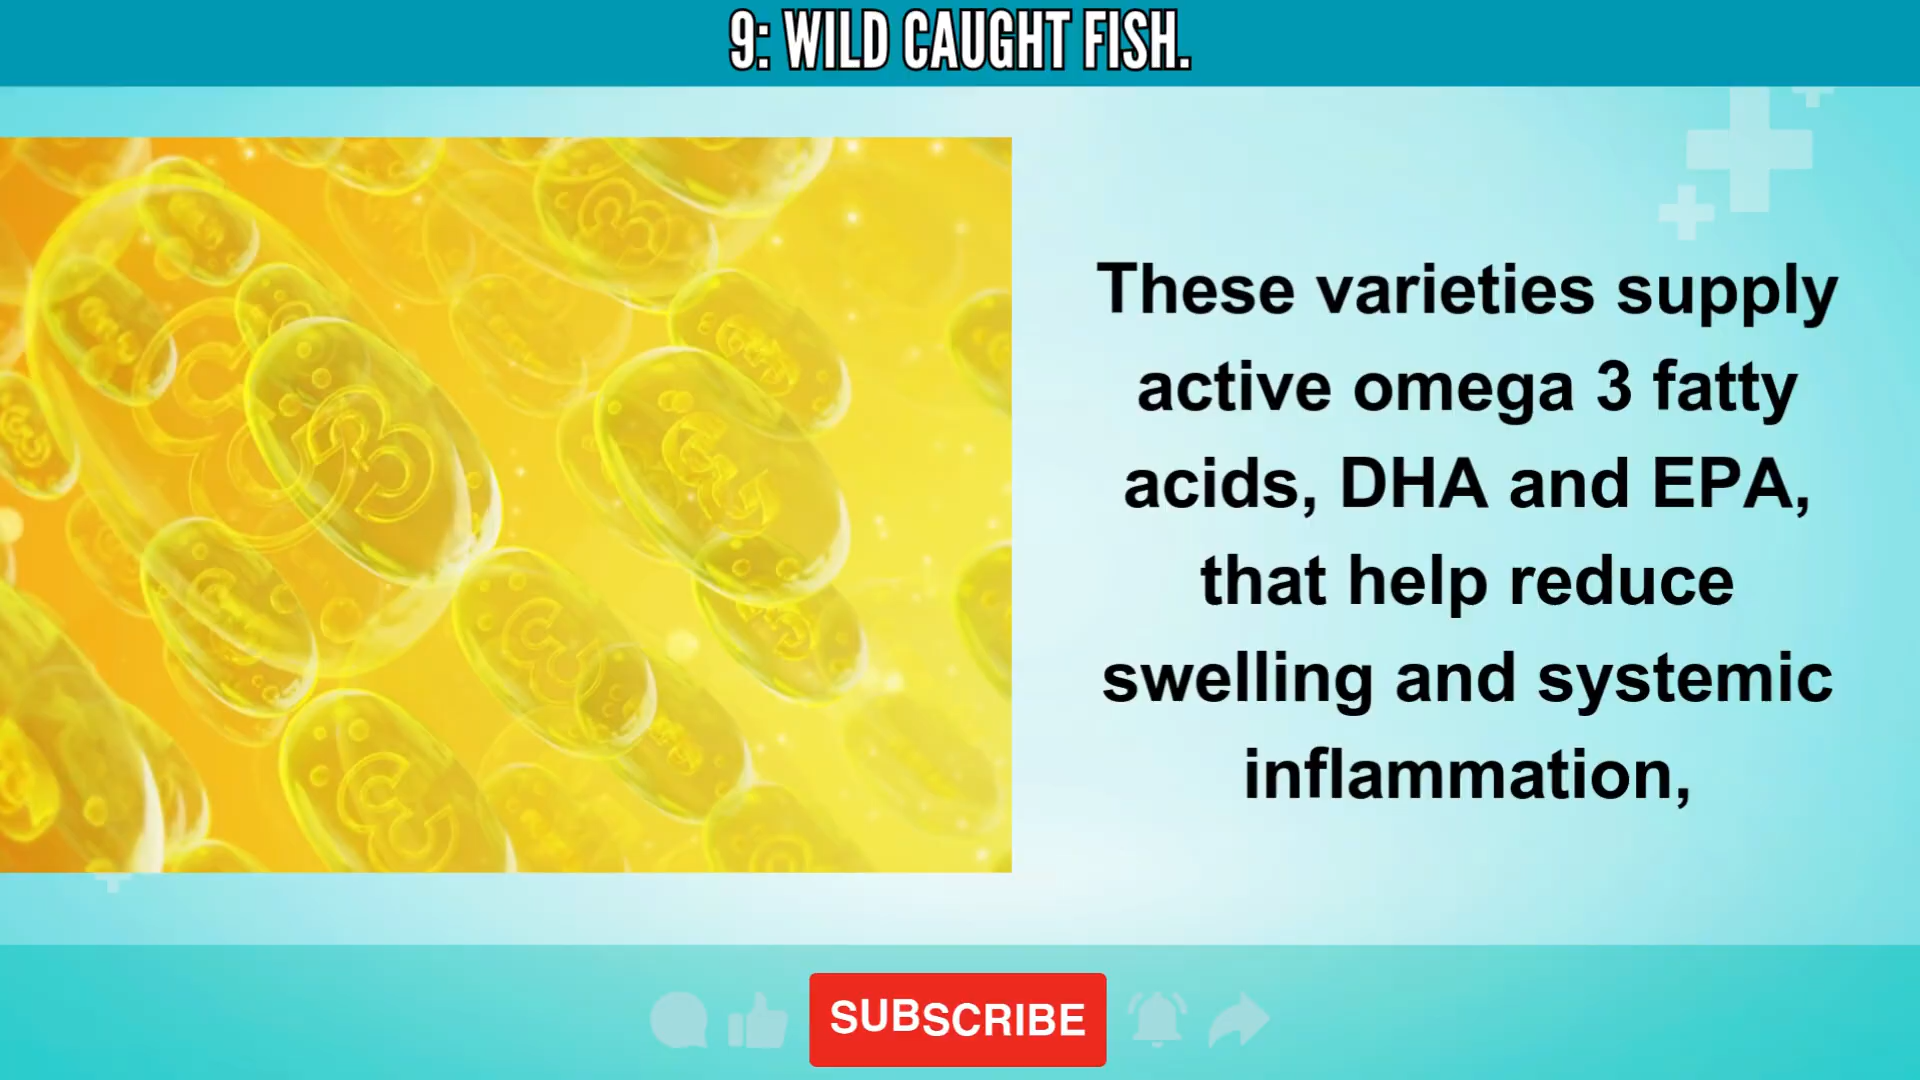 9: WILD CAUGHT FISH.
These varieties supply
active omega 3 fatty
acids, DHA and EPA,
that help reduce
swelling and systemic
inflammation,
SUBSCRIBE